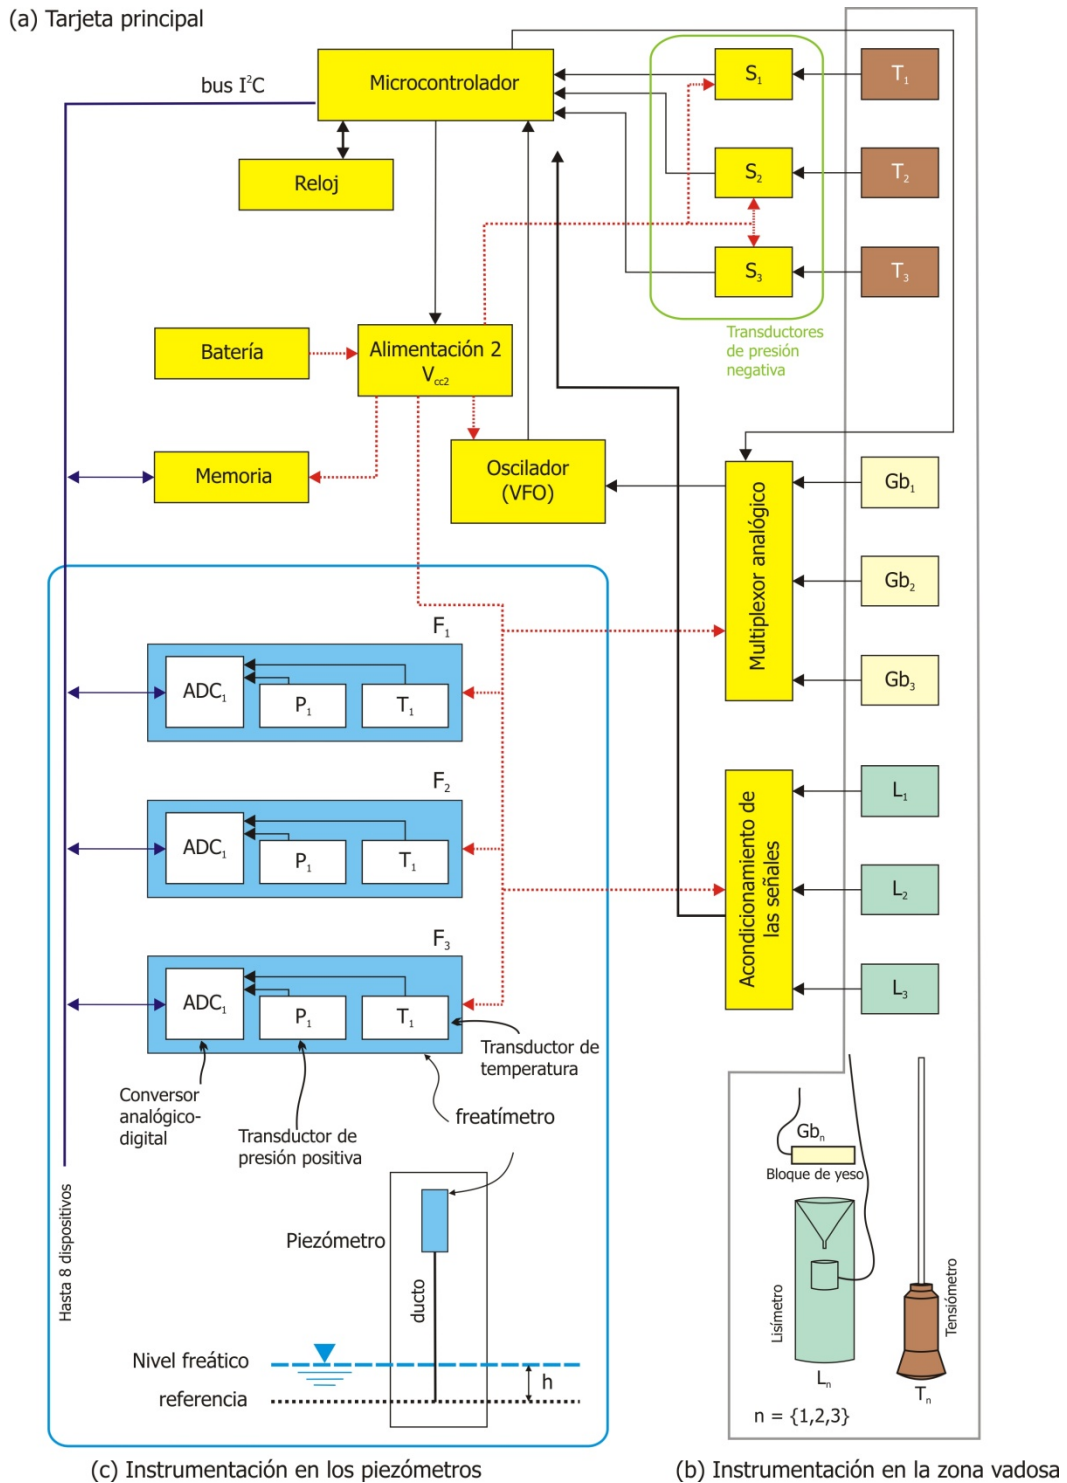 (a) Tarjeta principal
bus I²C
Microcontrolador
Reloj
S₁
T₁
S₂
T₂
S₃
T₃
Transductores
de presión
negativa
Batería
Alimentación 2
Vcc2
Memoria
Oscilador
(VFO)
Multiplexor analógico
Gb₁
Gb₂
Gb₃
F₁
ADC₁
P₁
T₁
F₂
ADC₁
P₁
T₁
F₃
ADC₁
P₁
T₁
Acondicionamiento de
las señales
L₁
L₂
L₃
Conversor
analógico-
digital
Transductor de
presión positiva
Transductor de
temperatura
freatímetro
Hasta 8 dispositivos
Piezómetro
ducto
Nivel freático
referencia
h
Gbₙ
Bloque de yeso
Lisímetro
Lₙ
Tensiómetro
Tₙ
n = {1,2,3}
(c) Instrumentación en los piezómetros
(b) Instrumentación en la zona vadosa